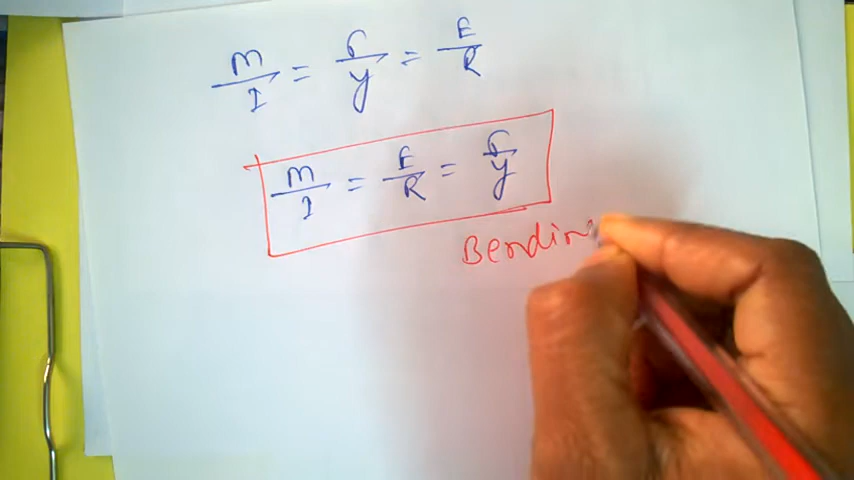 M/I = σ/y = E/R
M/I = E/R = σ/y
Bendin